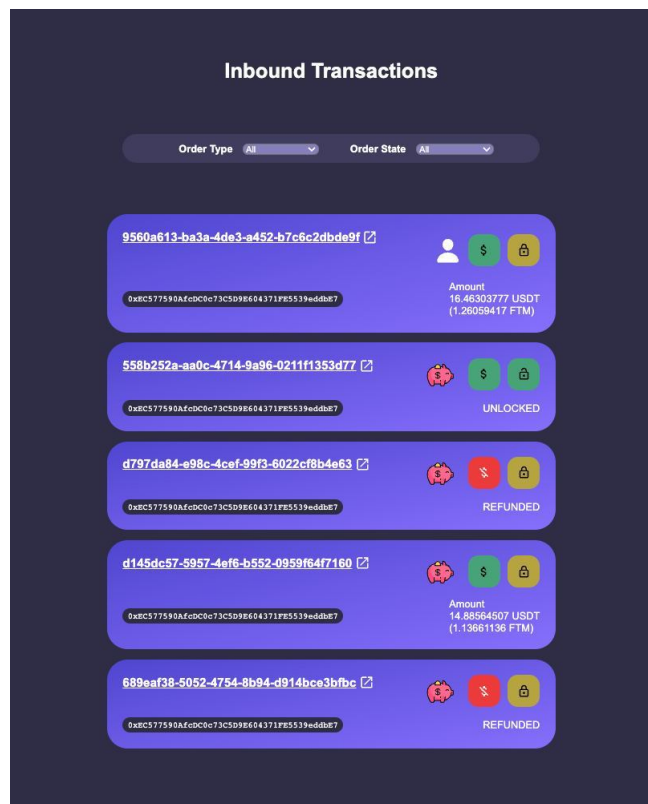 Inbound Transactions
Order Type All Order State All
9560a613-ba3a-4de3-a452-b7c6c2dbde9f
$
0xEC577590AfcDC0c73C5D9E604371FE5539eddbE7
Amount
16.46303777 USDT
(1.26059417 FTM)
558b252a-aa0c-4714-9a96-0211f1353d77
$ $
0xEC577590AfcDC0c73C5D9E604371FE5539eddbE7
UNLOCKED
d797da84-e98c-4cef-99f3-6022cf8b4e63
$
0xEC577590AfcDC0c73C5D9E604371FE5539eddbE7
REFUNDED
d145dc57-5957-4ef6-b552-0959f64f7160
$ $
0xEC577590AfcDC0c73C5D9E604371FE5539eddbE7
Amount
14.88564507 USDT
(1.13661136 FTM)
689eaf38-5052-4754-8b94-d914bce3bfbc
$
0xEC577590AfcDC0c73C5D9E604371FE5539eddbE7
REFUNDED